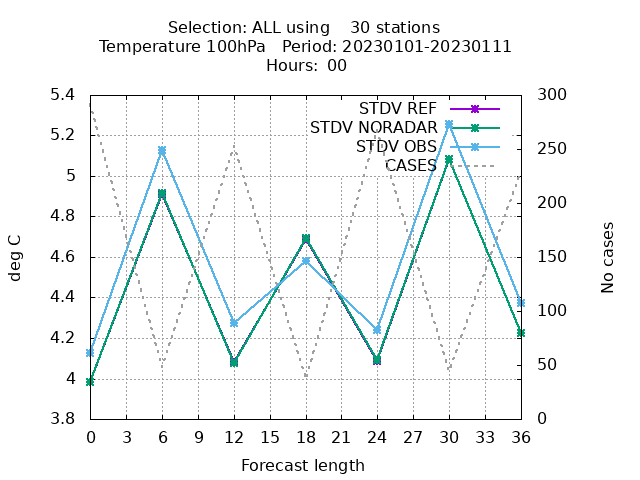 Selection: ALL using    30 stations
Temperature 100hPa   Period: 20230101-20230111
Hours:  00
5.4
5.2
5
4.8
4.6
4.4
4.2
4
3.8
deg C
STDV REF
STDV NORADAR
STDV OBS
CASES
300
250
200
150
100
50
0
No cases
0 3 6 9 12 15 18 21 24 27 30 33 36
Forecast length